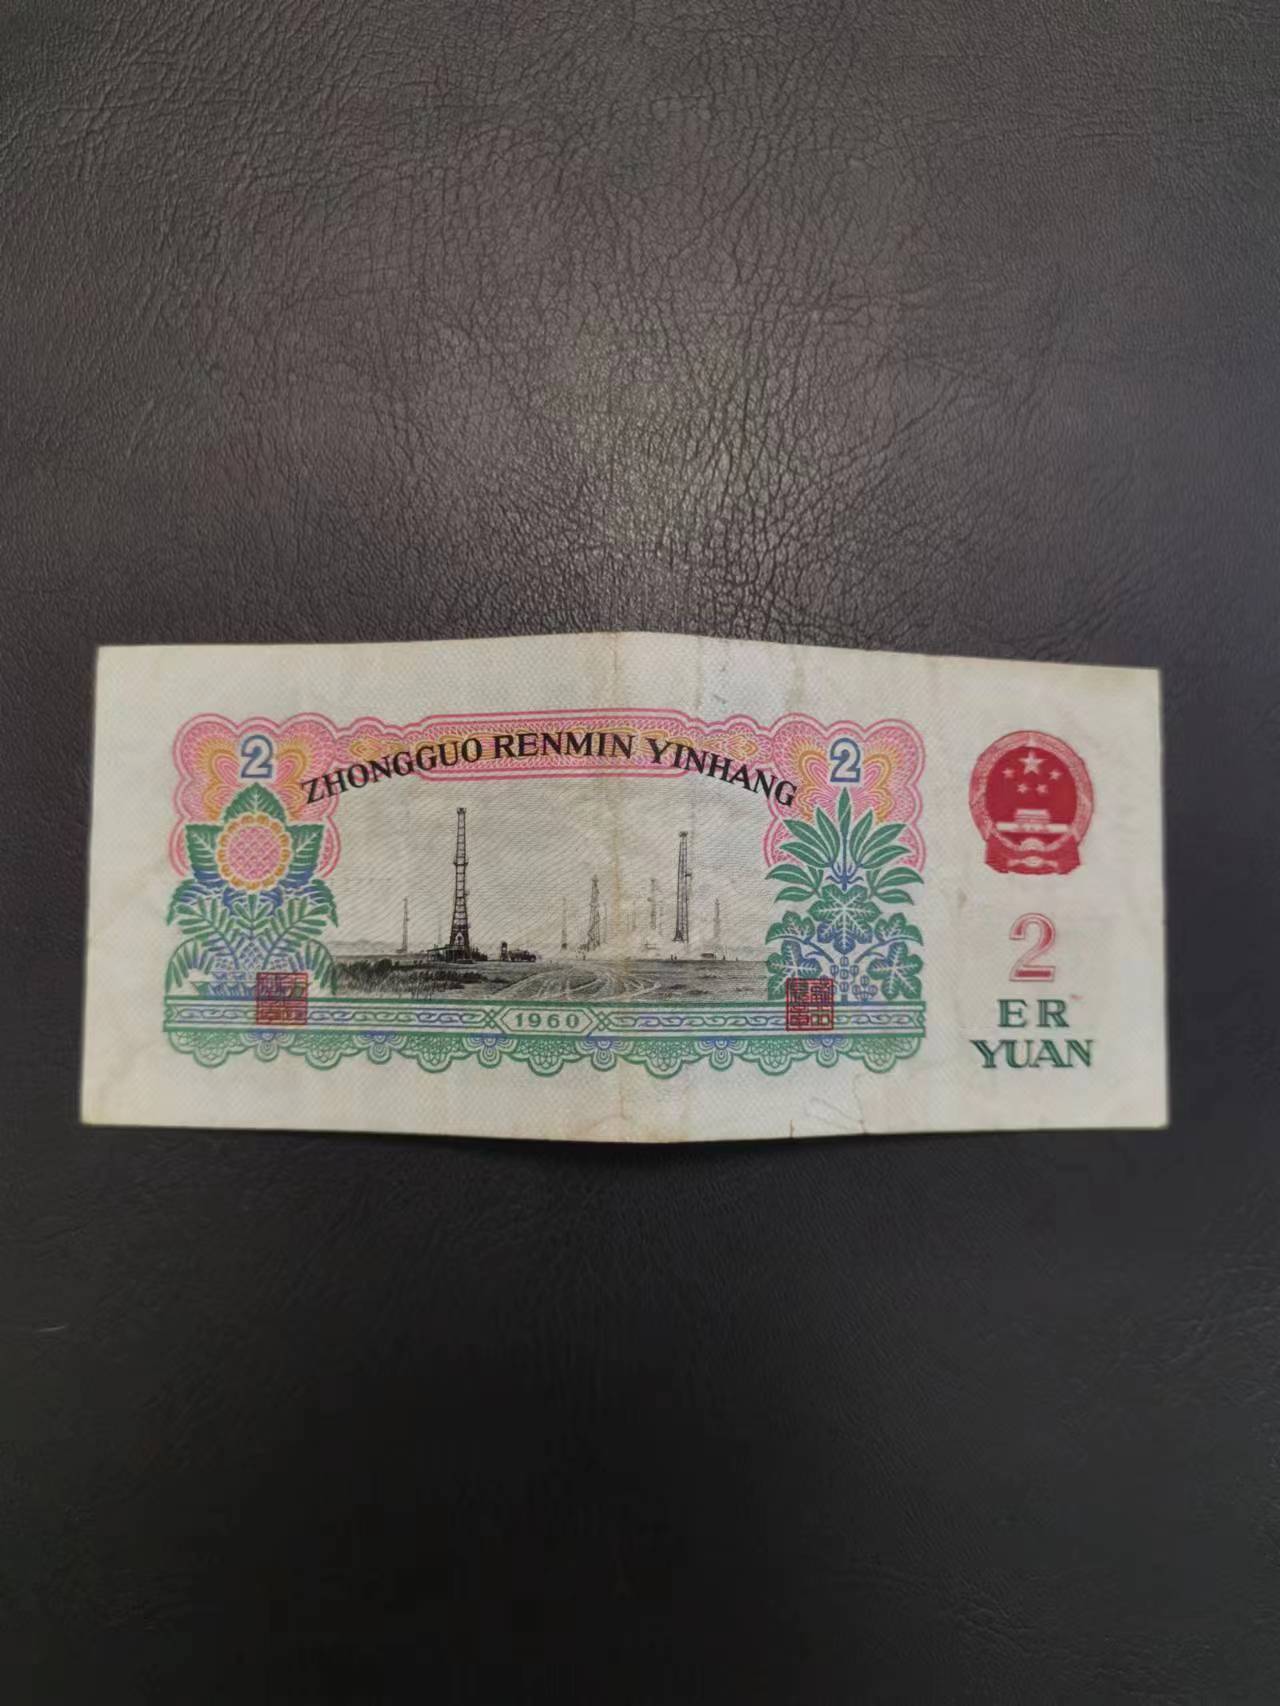 ZHONGGUO RENMIN YINHANG
2
2
1960
2
ER
YUAN